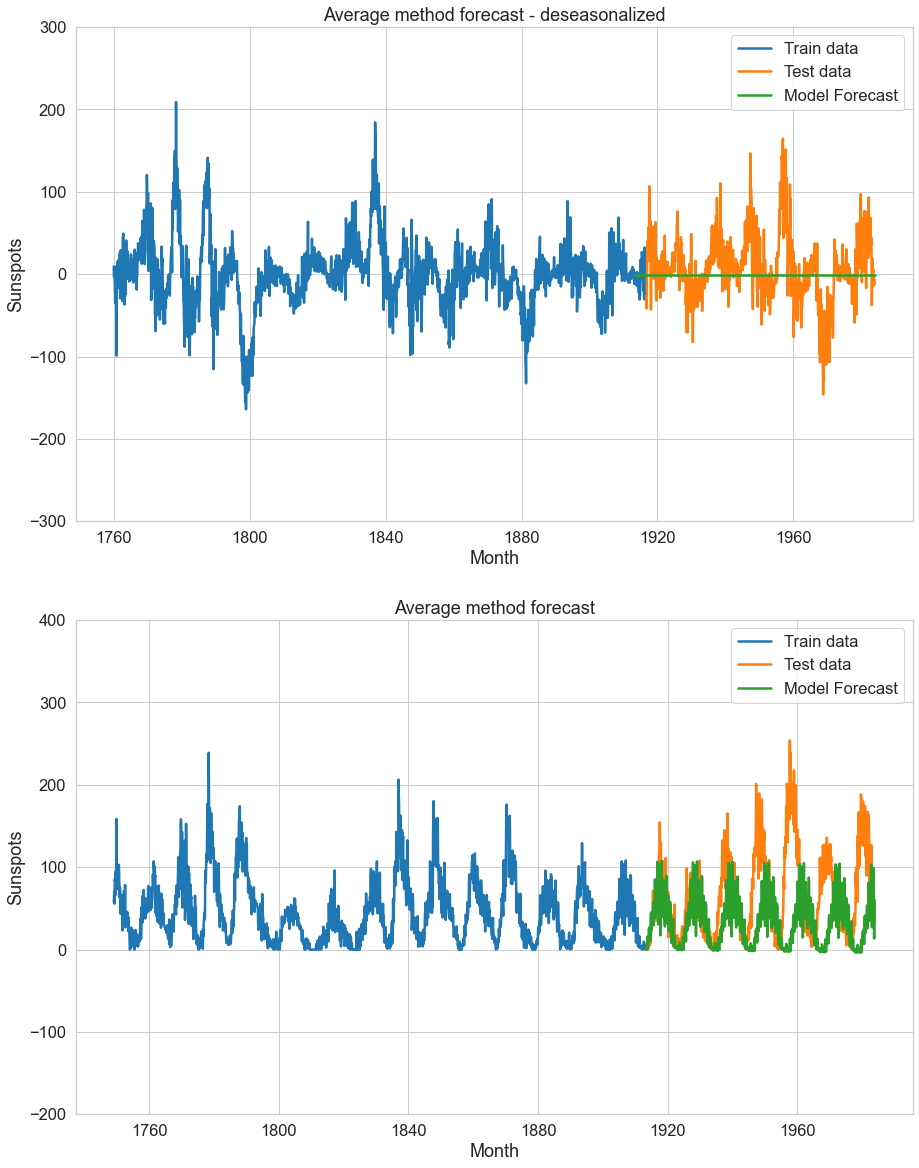 Average method forecast - deseasonalized
300
200
100
0
−100
−200
−300
Sunspots
Train data
Test data
Model Forecast
1760 1800 1840 1880 1920 1960
Month
Average method forecast
400
300
200
100
0
−100
−200
Sunspots
Train data
Test data
Model Forecast
1760 1800 1840 1880 1920 1960
Month